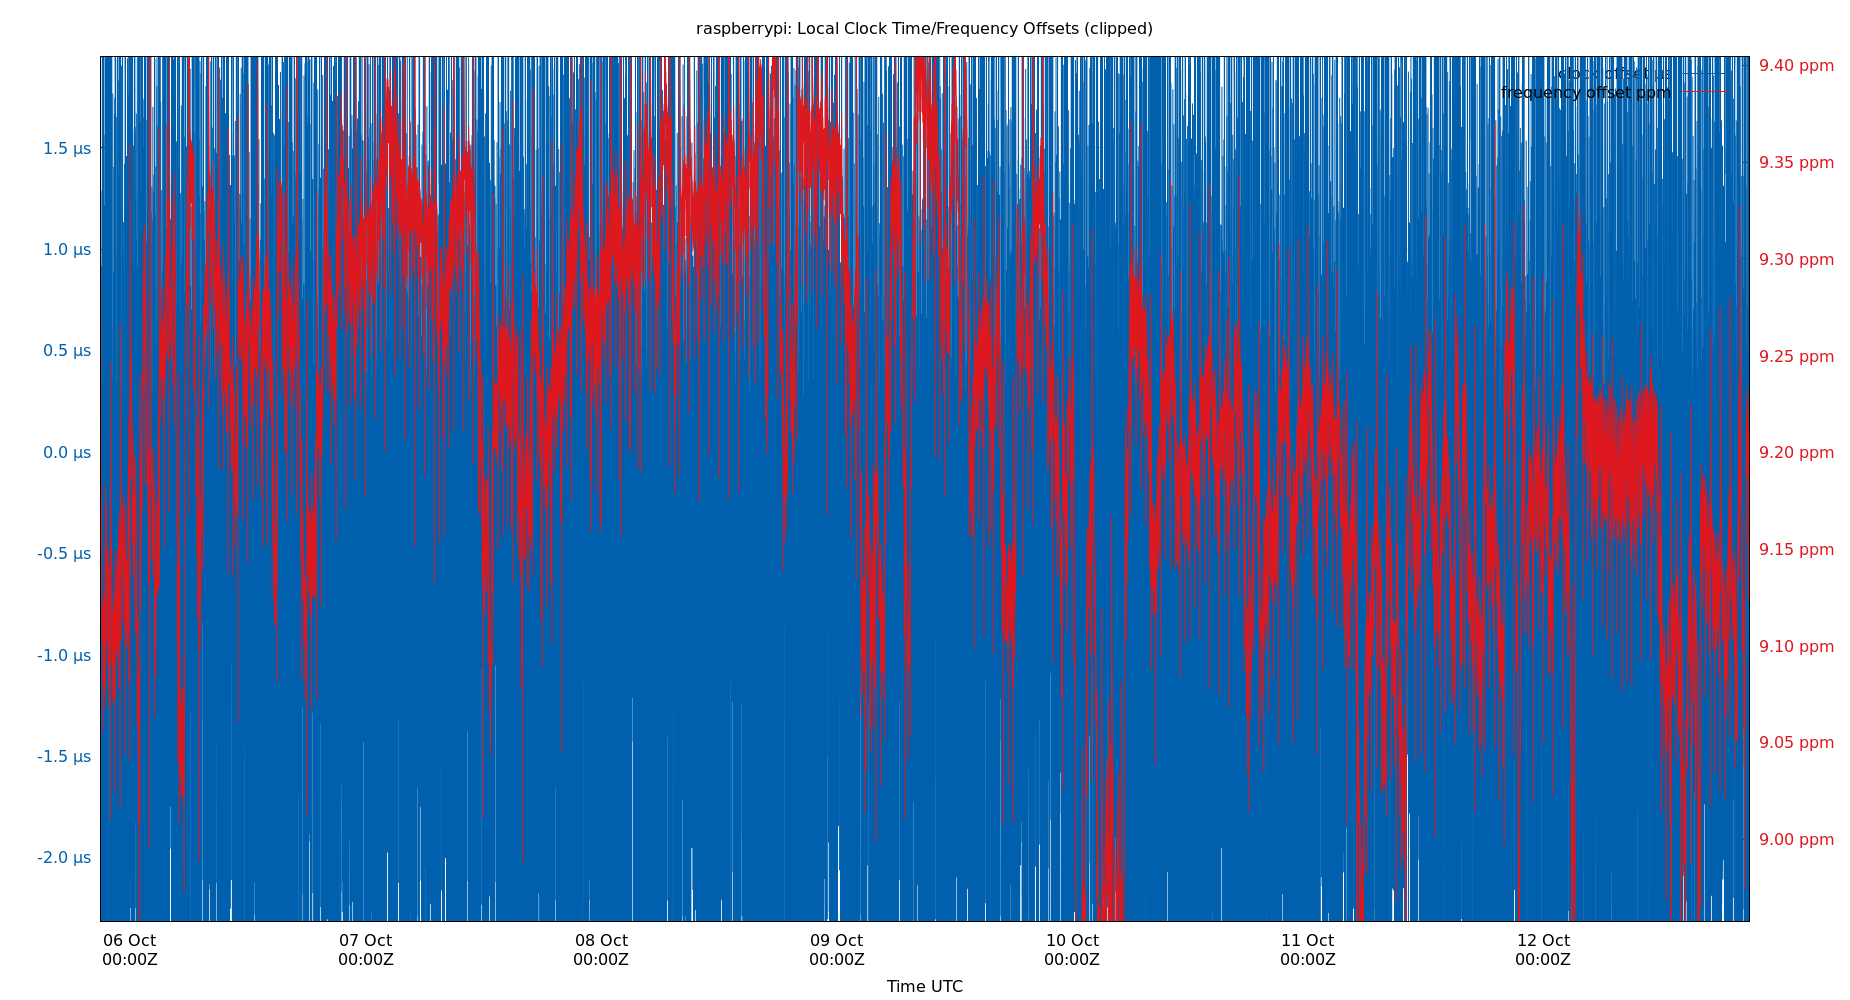 raspberrypi: Local Clock Time/Frequency Offsets (clipped)
clock offset µs
frequency offset ppm
1.5 µs
1.0 µs
0.5 µs
0.0 µs
-0.5 µs
-1.0 µs
-1.5 µs
-2.0 µs
9.40 ppm
9.35 ppm
9.30 ppm
9.25 ppm
9.20 ppm
9.15 ppm
9.10 ppm
9.05 ppm
9.00 ppm
06 Oct
00:00Z
07 Oct
00:00Z
08 Oct
00:00Z
09 Oct
00:00Z
10 Oct
00:00Z
11 Oct
00:00Z
12 Oct
00:00Z
Time UTC